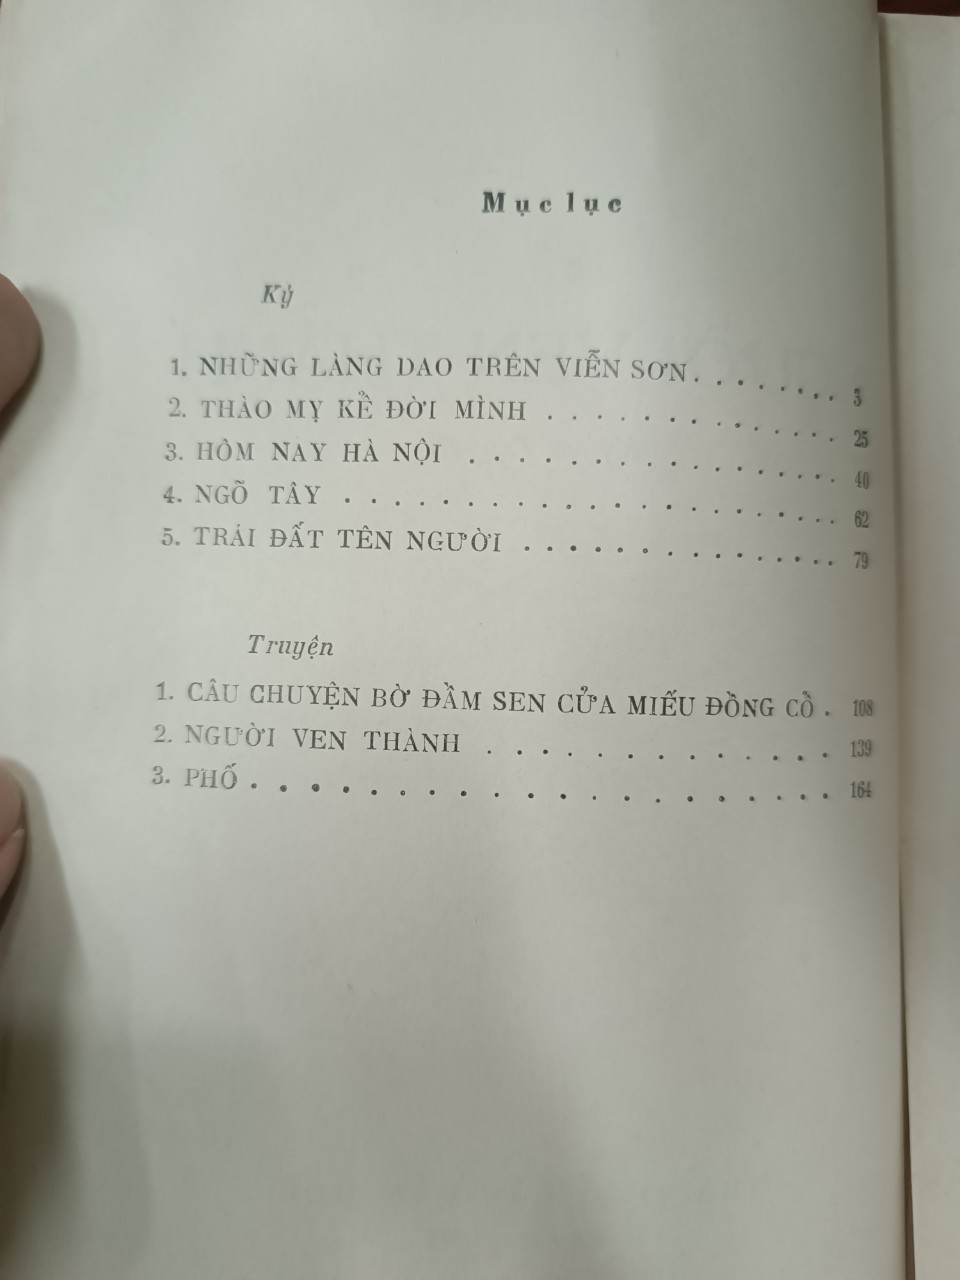 Mục lục
Ký
1. NHỮNG LÀNG DAO TRÊN VIỄN SƠN . . . . . . . . 3
2. THÀO MỴ KỂ ĐỜI MÌNH . . . . . . . . . . . . . . 25
3. HÔM NAY HÀ NỘI . . . . . . . . . . . . . . . . 40
4. NGÕ TÂY . . . . . . . . . . . . . . . . . . . . . 62
5. TRÁI ĐẤT TÊN NGƯỜI . . . . . . . . . . . . . . 79
Truyện
1. CÂU CHUYỆN BỜ ĐẦM SEN CỬA MIẾU ĐỒNG CỒ . 108
2. NGƯỜI VEN THÀNH . . . . . . . . . . . . . 139
3. PHỐ . . . . . . . . . . . . . . . . . . . 164